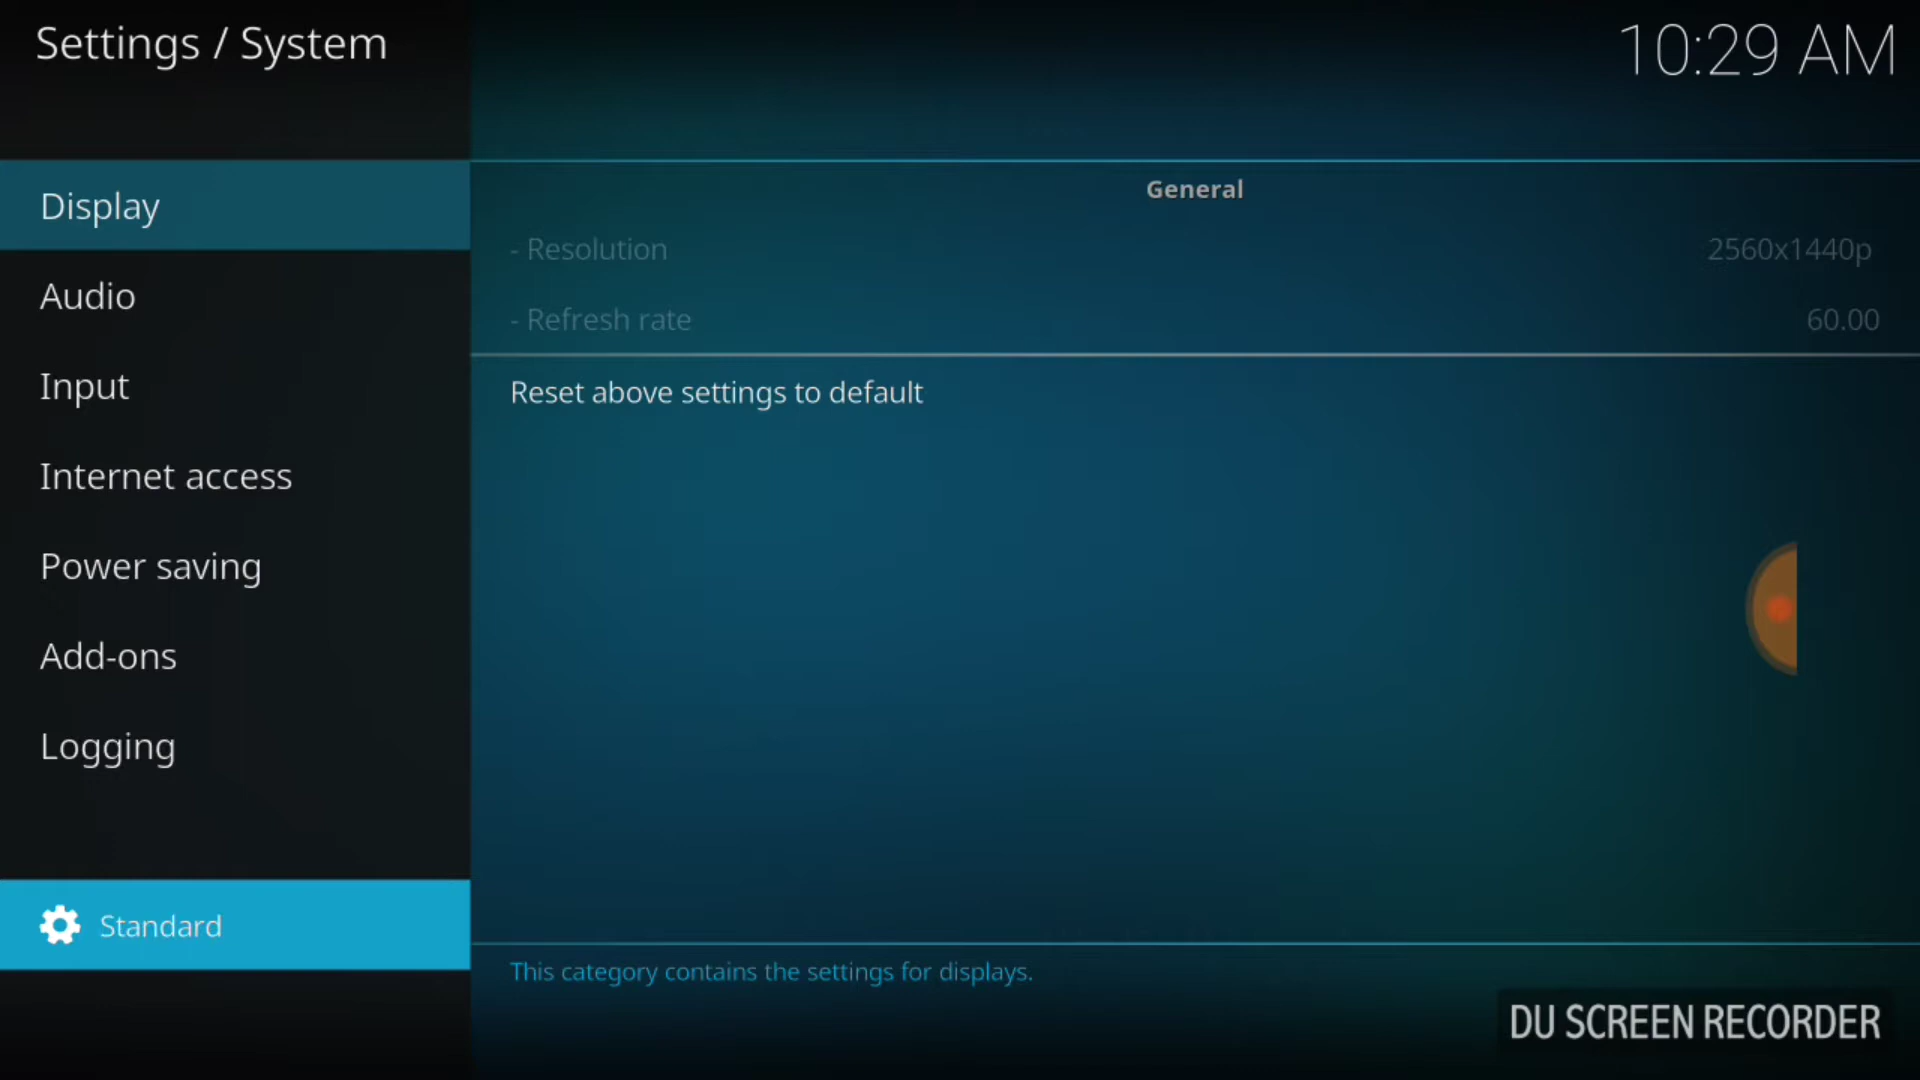 Settings / System
10:29 AM
Display
Audio
Input
Internet access
Power saving
Add-ons
Logging
Standard
General
- Resolution 2560x1440p
- Refresh rate 60.00
Reset above settings to default
This category contains the settings for displays.
DU SCREEN RECORDER